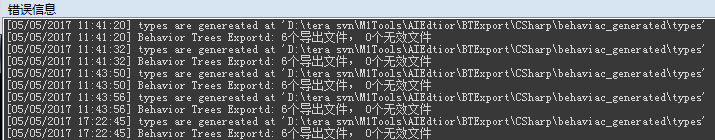 错误信息
[05/05/2017 11:41:20] types are genereated at 'D:\tera svn\M1Tools\AIEdtior\BTExport\CSharp\behaviac_generated\types'
[05/05/2017 11:41:20] Behavior Trees Exportd: 6个导出文件, 0个无效文件
[05/05/2017 11:41:32] types are genereated at 'D:\tera svn\M1Tools\AIEdtior\BTExport\CSharp\behaviac_generated\types'
[05/05/2017 11:41:32] Behavior Trees Exportd: 6个导出文件, 0个无效文件
[05/05/2017 11:43:50] types are genereated at 'D:\tera svn\M1Tools\AIEdtior\BTExport\CSharp\behaviac_generated\types'
[05/05/2017 11:43:50] Behavior Trees Exportd: 6个导出文件, 0个无效文件
[05/05/2017 11:43:56] types are genereated at 'D:\tera svn\M1Tools\AIEdtior\BTExport\CSharp\behaviac_generated\types'
[05/05/2017 11:43:56] Behavior Trees Exportd: 6个导出文件, 0个无效文件
[05/05/2017 17:22:45] types are genereated at 'D:\tera svn\M1Tools\AIEdtior\BTExport\CSharp\behaviac_generated\types'
[05/05/2017 17:22:45] Behavior Trees Exportd: 6个导出文件, 0个无效文件